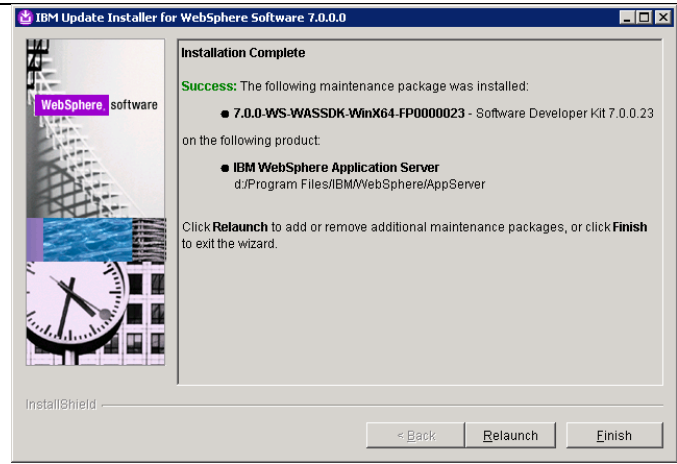 IBM Update Installer for WebSphere Software 7.0.0.0
Installation Complete
Success: The following maintenance package was installed:
● 7.0.0-WS-WASSDK-WinX64-FP0000023 - Software Developer Kit 7.0.0.23
on the following product:
● IBM WebSphere Application Server
d:/Program Files/IBM/WebSphere/AppServer
Click Relaunch to add or remove additional maintenance packages, or click Finish
to exit the wizard.
WebSphere. software
InstallShield
< Back
Relaunch
Finish